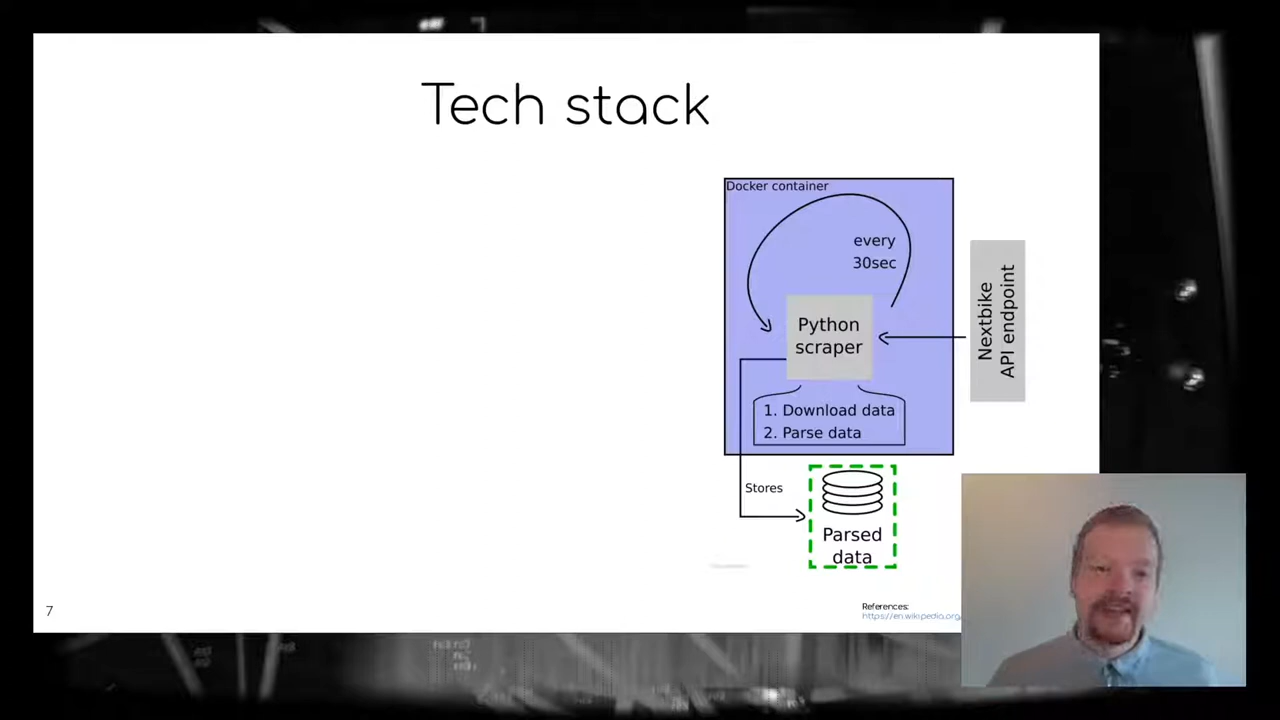 Tech stack
Docker container
every
30sec
Python
scraper
Nextbike
API endpoint
1. Download data
2. Parse data
Stores
Parsed
data
7
References:
https://en.wikipedia.org/